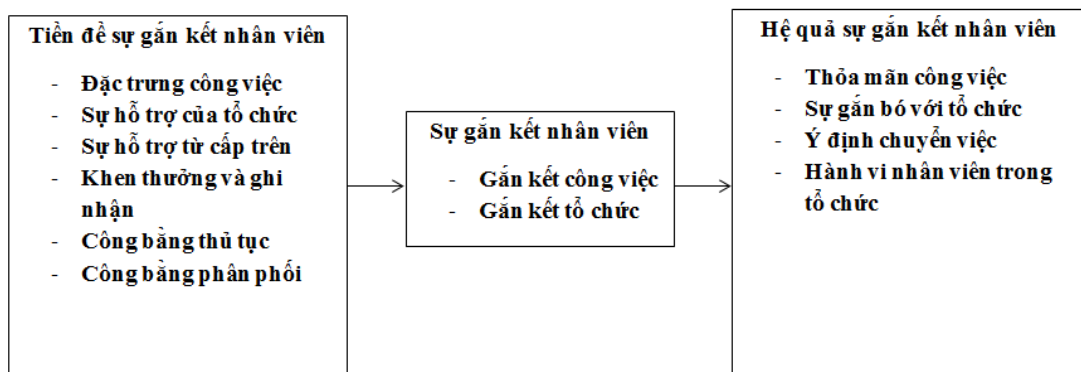 Tiền đề sự gắn kết nhân viên
- Đặc trưng công việc
- Sự hỗ trợ của tổ chức
- Sự hỗ trợ từ cấp trên
- Khen thưởng và ghi
nhận
- Công bằng thủ tục
- Công bằng phân phối
Sự gắn kết nhân viên
- Gắn kết công việc
- Gắn kết tổ chức
Hệ quả sự gắn kết nhân viên
- Thỏa mãn công việc
- Sự gắn bó với tổ chức
- Ý định chuyển việc
- Hành vi nhân viên trong
tổ chức